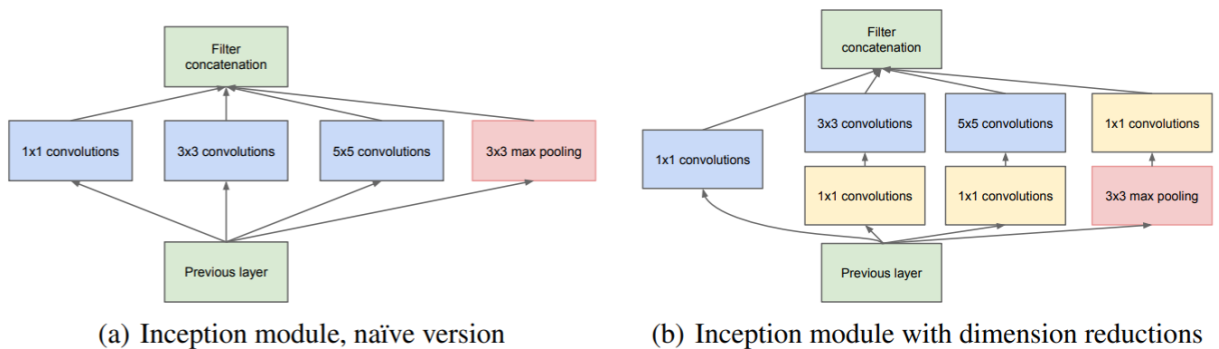 Filter
concatenation
1x1 convolutions
3x3 convolutions
5x5 convolutions
3x3 max pooling
Previous layer
(a) Inception module, naïve version
Filter
concatenation
3x3 convolutions
5x5 convolutions
1x1 convolutions
1x1 convolutions
1x1 convolutions
1x1 convolutions
3x3 max pooling
Previous layer
(b) Inception module with dimension reductions